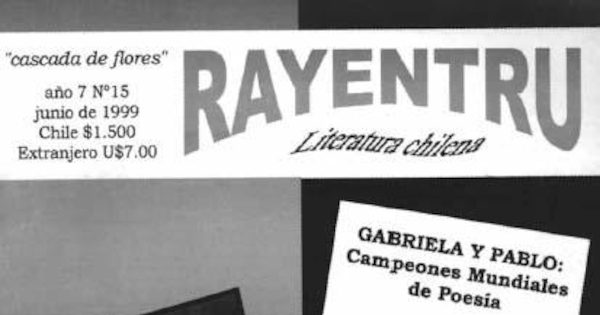 "cascada de flores"
año 7 Nº15
junio de 1999
Chile $1.500
Extranjero U$7.00
RAYENTRU
Literatura chilena
GABRIELA Y PABLO:
Campeones Mundiales
de Poesía